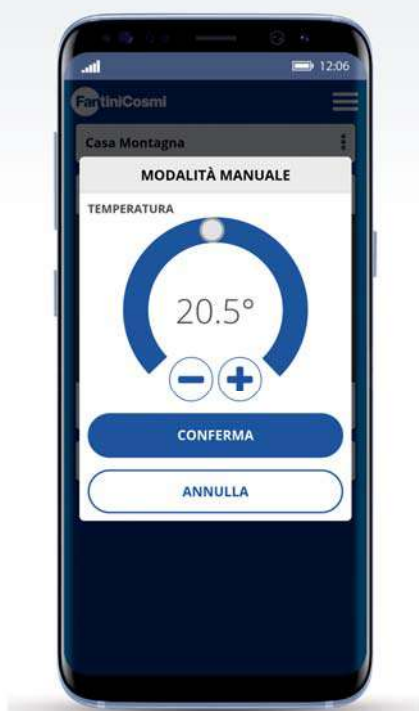 12:06
FantiniCosmi
Casa Montagna
MODALITÀ MANUALE
TEMPERATURA
20.5°
CONFERMA
ANNULLA